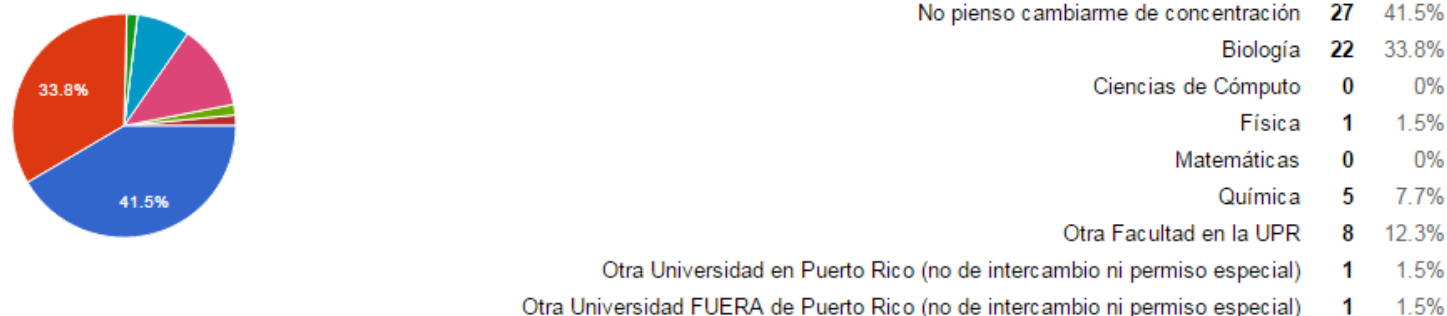 33.8%
41.5%
No pienso cambiarme de concentración 27 41.5%
Biología 22 33.8%
Ciencias de Cómputo 0 0%
Física 1 1.5%
Matemáticas 0 0%
Química 5 7.7%
Otra Facultad en la UPR 8 12.3%
Otra Universidad en Puerto Rico (no de intercambio ni permiso especial) 1 1.5%
Otra Universidad FUERA de Puerto Rico (no de intercambio ni permiso especial) 1 1.5%